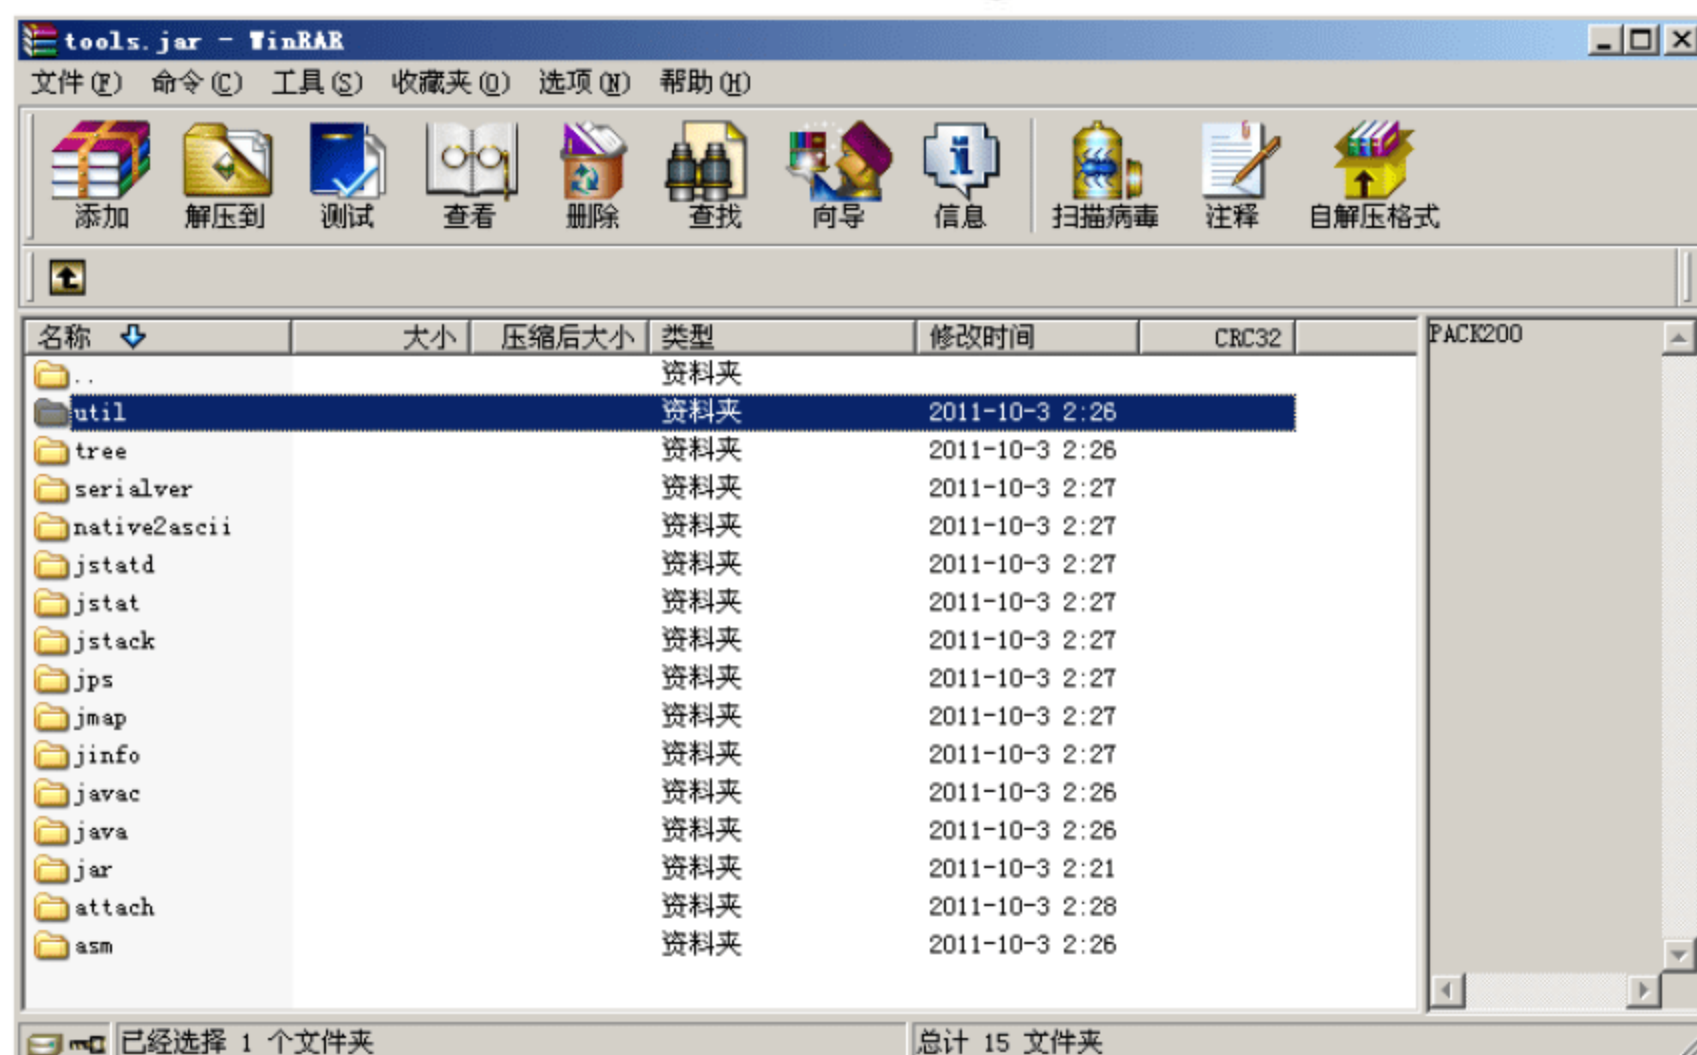 tools.jar - WinRAR
文件(F) 命令(C) 工具(S) 收藏夹(O) 选项(N) 帮助(H)
添加 解压到 测试 查看 删除 查找 向导 信息 扫描病毒 注释 自解压格式
名称 大小 压缩后大小 类型 修改时间 CRC32 PACK200
.. 资料夹
util 资料夹 2011-10-3 2:26
tree 资料夹 2011-10-3 2:26
serialver 资料夹 2011-10-3 2:27
native2ascii 资料夹 2011-10-3 2:27
jstatd 资料夹 2011-10-3 2:27
jstat 资料夹 2011-10-3 2:27
jstack 资料夹 2011-10-3 2:27
jps 资料夹 2011-10-3 2:27
jmap 资料夹 2011-10-3 2:27
jinfo 资料夹 2011-10-3 2:27
javac 资料夹 2011-10-3 2:26
java 资料夹 2011-10-3 2:26
jar 资料夹 2011-10-3 2:21
attach 资料夹 2011-10-3 2:28
asm 资料夹 2011-10-3 2:26
已经选择 1 个文件夹 总计 15 文件夹